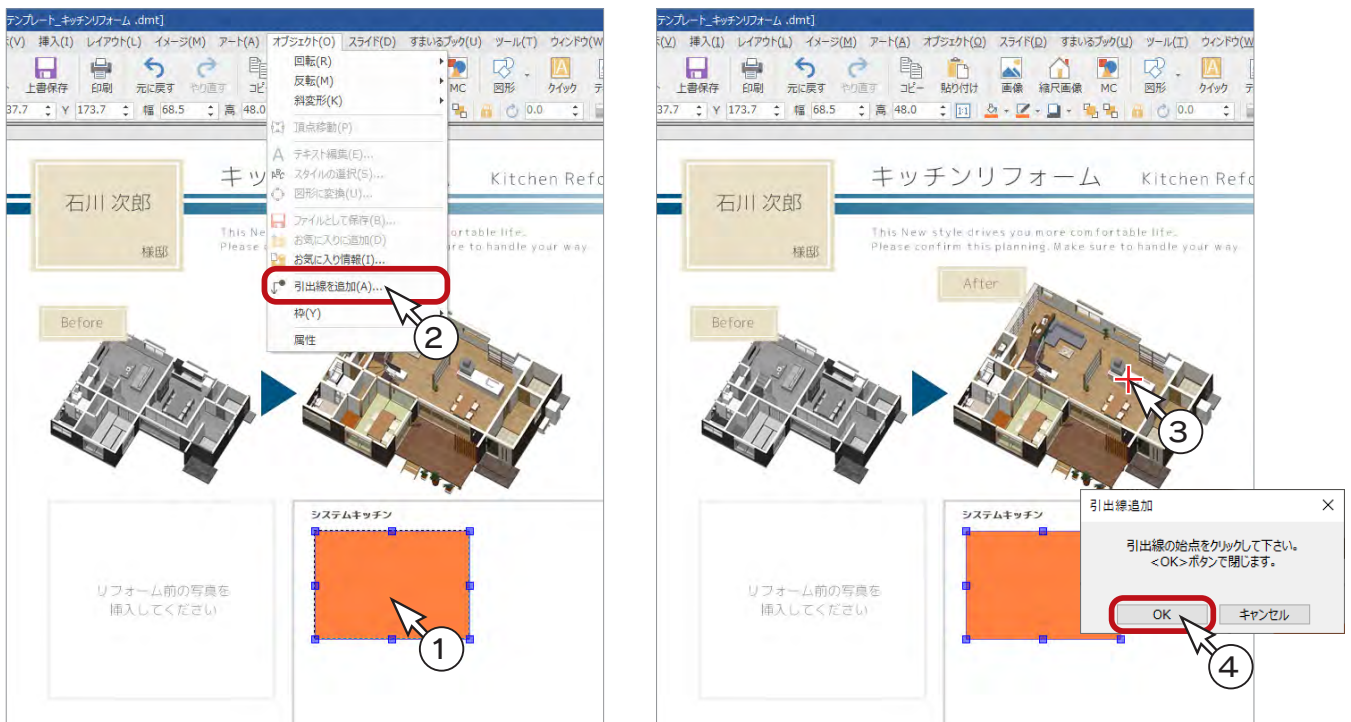 テンプレート_キッチンリフォーム .dmt]
(V) 挿入(I) レイアウト(L) イメージ(M) アート(A) オブジェクト(O) スライド(D) すまいるブック(U) ツール(T) ウィンドウ(W
上書保存 印刷 元に戻す やり直す コピ MC 図形 クイック
37.7 Y 173.7 幅 68.5 高 48.0 0.0
回転(R)
反転(M)
斜変形(K)
頂点移動(P)
テキスト編集(E)...
スタイルの選択(S)...
図形に変換(U)...
ファイルとして保存(B)...
お気に入りに追加(D)
お気に入り情報(I)...
引出線を追加(A)...
枠(Y)
属性
2
石川 次郎
様邸
キッ
Kitchen Refo
This Ne
ortable life.
Please
re to handle your way
Before
システムキッチン
リフォーム前の写真を
挿入してください
1
テンプレート_キッチンリフォーム .dmt]
(V) 挿入(I) レイアウト(L) イメージ(M) アート(A) オブジェクト(O) スライド(D) すまいるブック(U) ツール(T) ウィンドウ(W
上書保存 印刷 元に戻す やり直す コピー 貼り付け 画像 縮尺画像 MC 図形 クイック
37.7 Y 173.7 幅 68.5 高 48.0 1:1 0.0
石川 次郎
様邸
キッチンリフォーム Kitchen Refo
This New style drives you more comfortable life.
Please confirm this planning. Make sure to handle your way
After
Before
3
システムキッチン
リフォーム前の写真を
挿入してください
引出線追加
引出線の始点をクリックして下さい。
<OK>ボタンで閉じます。
OK キャンセル
4